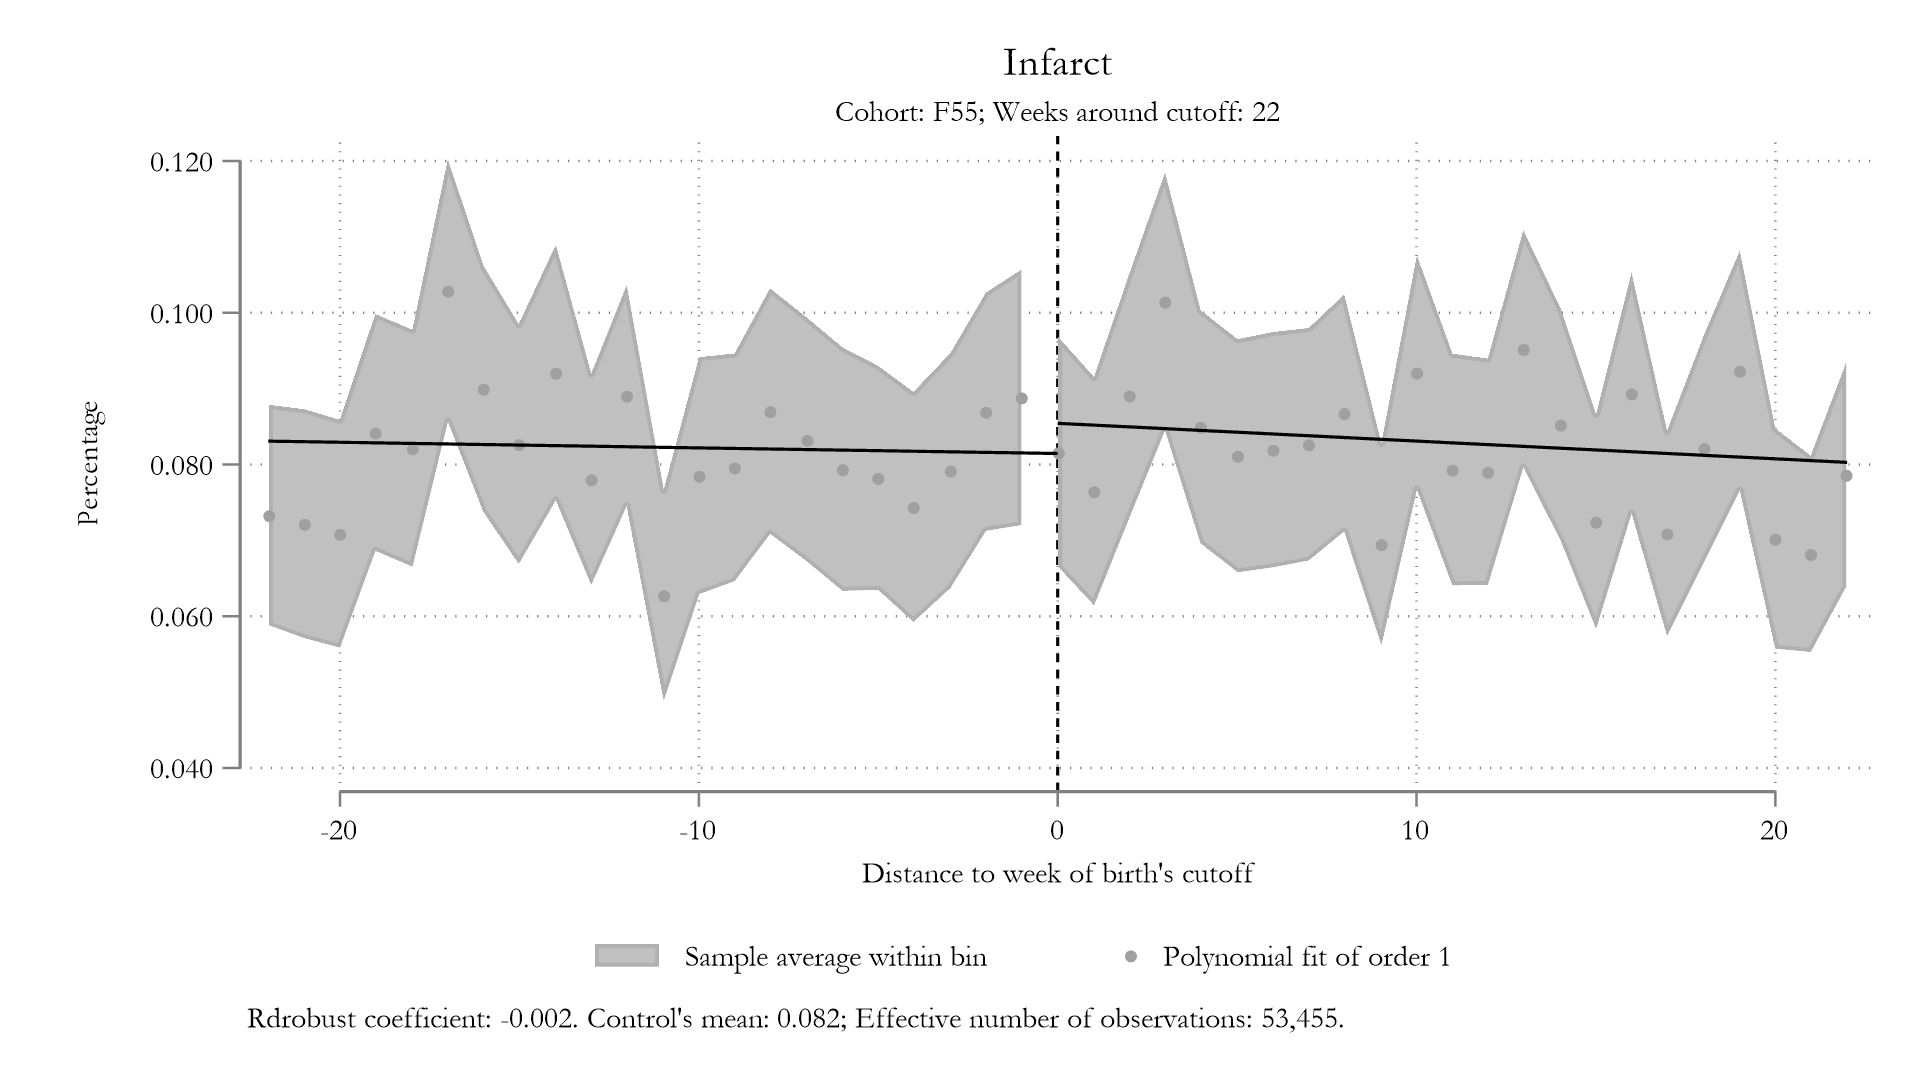 Infarct
Cohort: F55; Weeks around cutoff: 22
Percentage
0.120
0.100
0.080
0.060
0.040
-20 -10 0 10 20
Distance to week of birth's cutoff
Sample average within bin Polynomial fit of order 1
Rdrobust coefficient: -0.002. Control's mean: 0.082; Effective number of observations: 53,455.